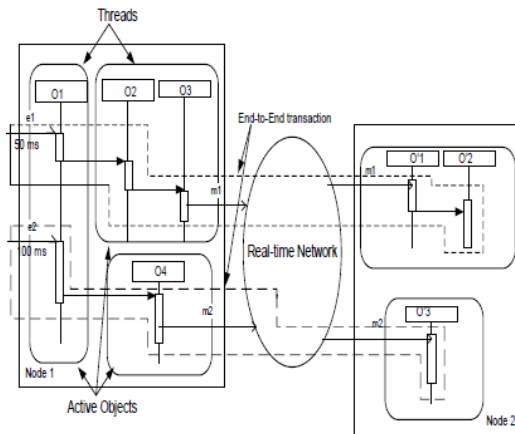 Threads
O1
O2
O3
e1
50 ms
End-to-End transaction
m1
m1
O'1
O'2
e2
100 ms
Real-time Network
O4
m2
m2
O'3
Node 1
Node 2
Active Objects